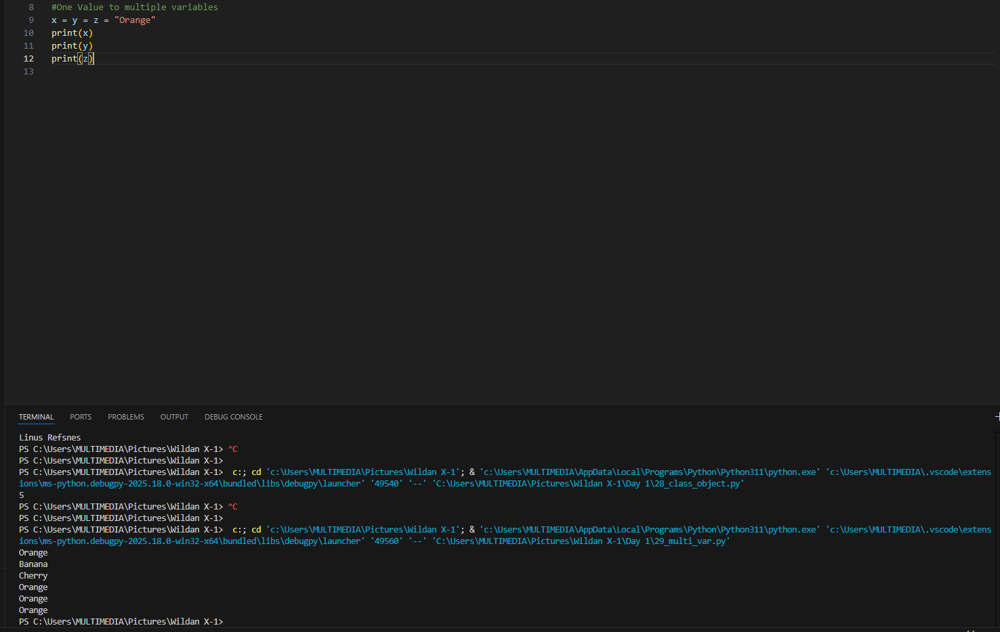 8 #One Value to multiple variables
9 x = y = z = "Orange"
10 print(x)
11 print(y)
12 print(z)
13
TERMINAL PORTS PROBLEMS OUTPUT DEBUG CONSOLE
Linus Refsnes
PS C:\Users\MULTIMEDIA\Pictures\Wildan X-1> ^C
PS C:\Users\MULTIMEDIA\Pictures\Wildan X-1>
PS C:\Users\MULTIMEDIA\Pictures\Wildan X-1>  c:; cd 'c:\Users\MULTIMEDIA\Pictures\Wildan X-1'; & 'c:\Users\MULTIMEDIA\AppData\Local\Programs\Python\Python311\python.exe' 'c:\Users\MULTIMEDIA\.vscode\extens
ions\ms-python.debugpy-2025.18.0-win32-x64\bundled\libs\debugpy\launcher' '49540' '--' 'C:\Users\MULTIMEDIA\Pictures\Wildan X-1\Day 1\28_class_object.py'
5
PS C:\Users\MULTIMEDIA\Pictures\Wildan X-1> ^C
PS C:\Users\MULTIMEDIA\Pictures\Wildan X-1>
PS C:\Users\MULTIMEDIA\Pictures\Wildan X-1>  c:; cd 'c:\Users\MULTIMEDIA\Pictures\Wildan X-1'; & 'c:\Users\MULTIMEDIA\AppData\Local\Programs\Python\Python311\python.exe' 'c:\Users\MULTIMEDIA\.vscode\extens
ions\ms-python.debugpy-2025.18.0-win32-x64\bundled\libs\debugpy\launcher' '49560' '--' 'C:\Users\MULTIMEDIA\Pictures\Wildan X-1\Day 1\29_multi_var.py'
Orange
Banana
Cherry
Orange
Orange
Orange
PS C:\Users\MULTIMEDIA\Pictures\Wildan X-1>